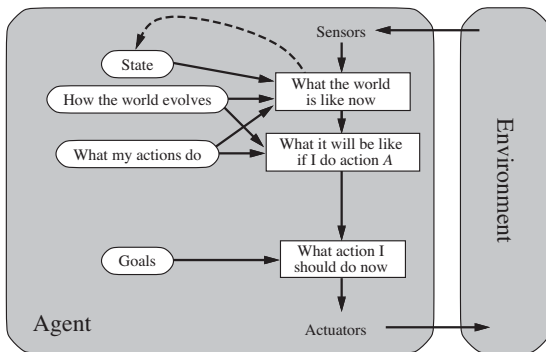 Sensors
State
What the world
is like now
How the world evolves
What it will be like
if I do action A
What my actions do
Environment
What action I
should do now
Goals
Agent
Actuators